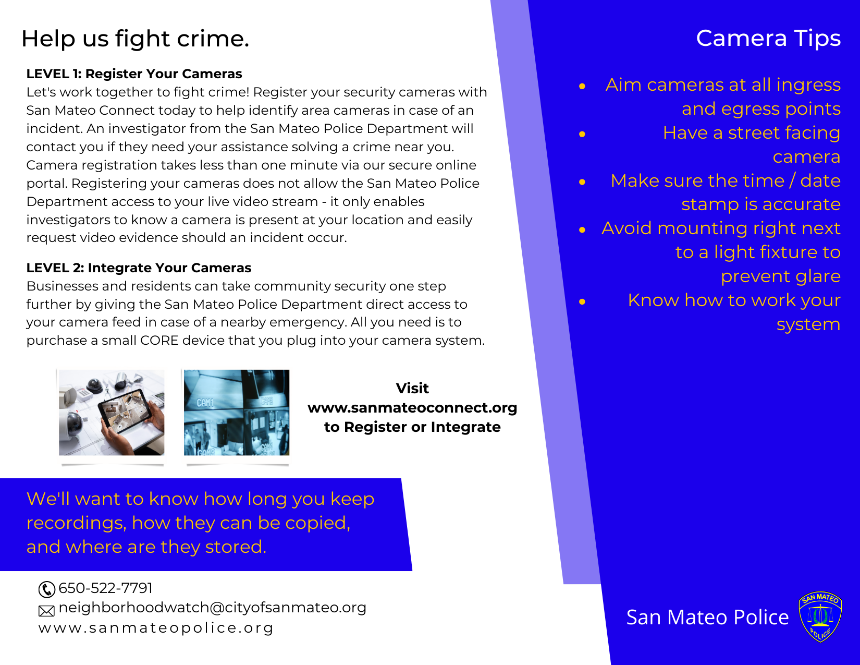 Help us fight crime.
LEVEL 1: Register Your Cameras
Let's work together to fight crime! Register your security cameras with
San Mateo Connect today to help identify area cameras in case of an
incident. An investigator from the San Mateo Police Department will
contact you if they need your assistance solving a crime near you.
Camera registration takes less than one minute via our secure online
portal. Registering your cameras does not allow the San Mateo Police
Department access to your live video stream - it only enables
investigators to know a camera is present at your location and easily
request video evidence should an incident occur.
LEVEL 2: Integrate Your Cameras
Businesses and residents can take community security one step
further by giving the San Mateo Police Department direct access to
your camera feed in case of a nearby emergency. All you need is to
purchase a small CORE device that you plug into your camera system.
Visit
www.sanmateoconnect.org
to Register or Integrate
We'll want to know how long you keep
recordings, how they can be copied,
and where are they stored.
650-522-7791
neighborhoodwatch@cityofsanmateo.org
www.sanmateopolice.org
Camera Tips
• Aim cameras at all ingress
and egress points
• Have a street facing
camera
• Make sure the time / date
stamp is accurate
• Avoid mounting right next
to a light fixture to
prevent glare
• Know how to work your
system
San Mateo Police
SAN MATEO
POLICE